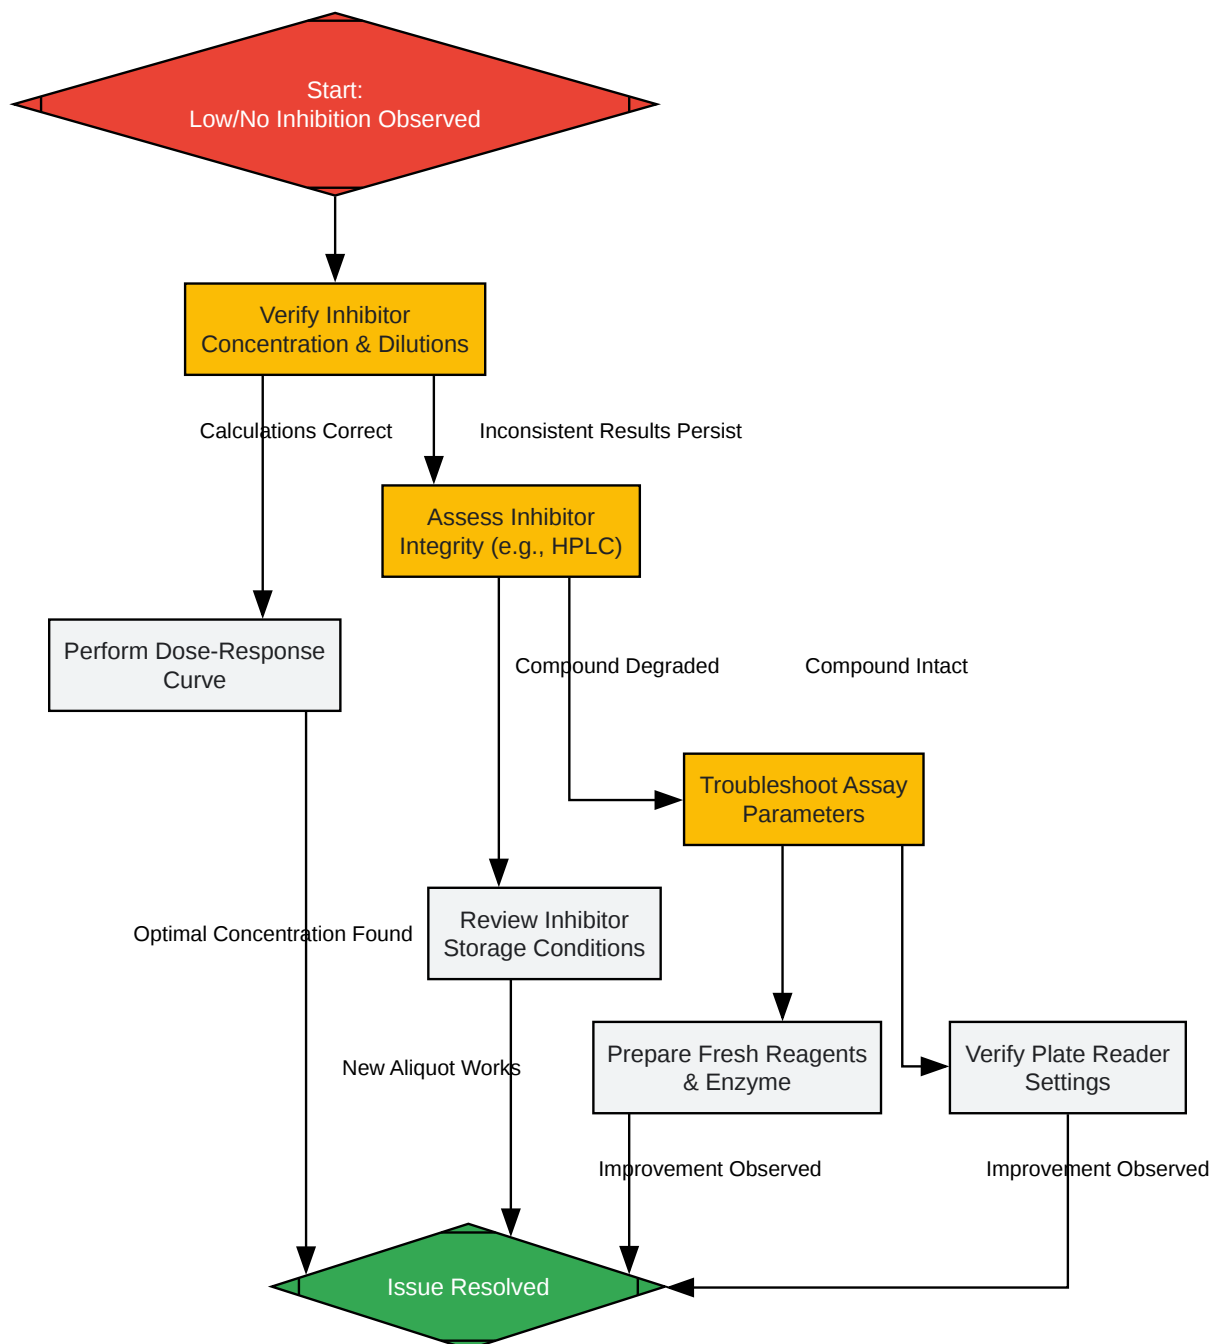 Start:
Low/No Inhibition Observed
Verify Inhibitor
Concentration & Dilutions
Calculations Correct
Inconsistent Results Persist
Assess Inhibitor
Integrity (e.g., HPLC)
Perform Dose-Response
Curve
Compound Degraded
Compound Intact
Troubleshoot Assay
Parameters
Optimal Concentration Found
Review Inhibitor
Storage Conditions
New Aliquot Works
Prepare Fresh Reagents
& Enzyme
Verify Plate Reader
Settings
Improvement Observed
Improvement Observed
Issue Resolved